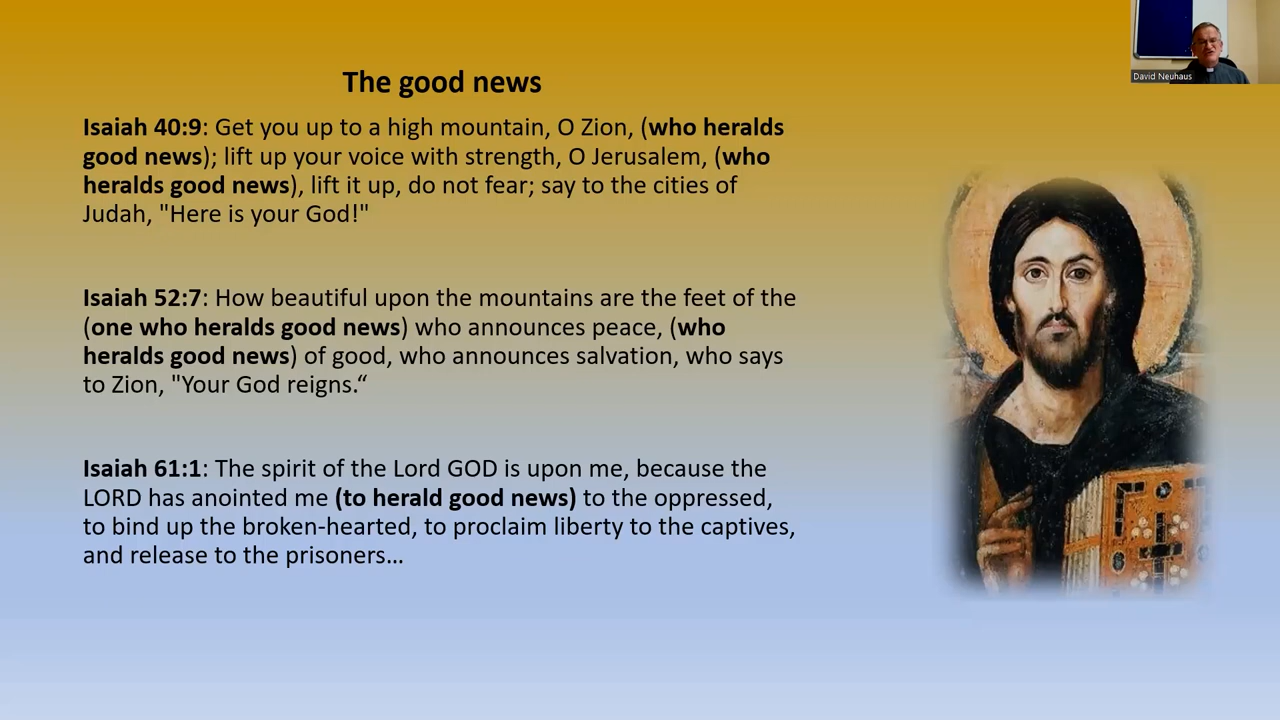 The good news
Isaiah 40:9: Get you up to a high mountain, O Zion, (who heralds
good news); lift up your voice with strength, O Jerusalem, (who
heralds good news), lift it up, do not fear; say to the cities of
Judah, "Here is your God!"
Isaiah 52:7: How beautiful upon the mountains are the feet of the
(one who heralds good news) who announces peace, (who
heralds good news) of good, who announces salvation, who says
to Zion, "Your God reigns.“
Isaiah 61:1: The spirit of the Lord GOD is upon me, because the
LORD has anointed me (to herald good news) to the oppressed,
to bind up the broken-hearted, to proclaim liberty to the captives,
and release to the prisoners…
David Neuhaus